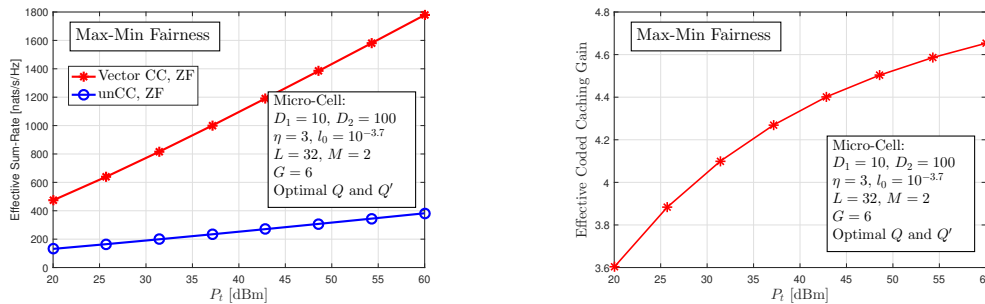 Max-Min Fairness
Vector CC, ZF
unCC, ZF
Micro-Cell:
D₁ = 10, D₂ = 100
η = 3, l₀ = 10⁻³·⁷
L = 32, M = 2
G = 6
Optimal Q and Q′
Effective Sum-Rate [nats/s/Hz]
1800
1600
1400
1200
1000
800
600
400
200
0
20 25 30 35 40 45 50 55 60
Pₜ [dBm]
Max-Min Fairness
Micro-Cell:
D₁ = 10, D₂ = 100
η = 3, l₀ = 10⁻³·⁷
L = 32, M = 2
G = 6
Optimal Q and Q′
Effective Coded Caching Gain
4.8
4.6
4.4
4.2
4
3.8
3.6
20 25 30 35 40 45 50 55 60
Pₜ [dBm]